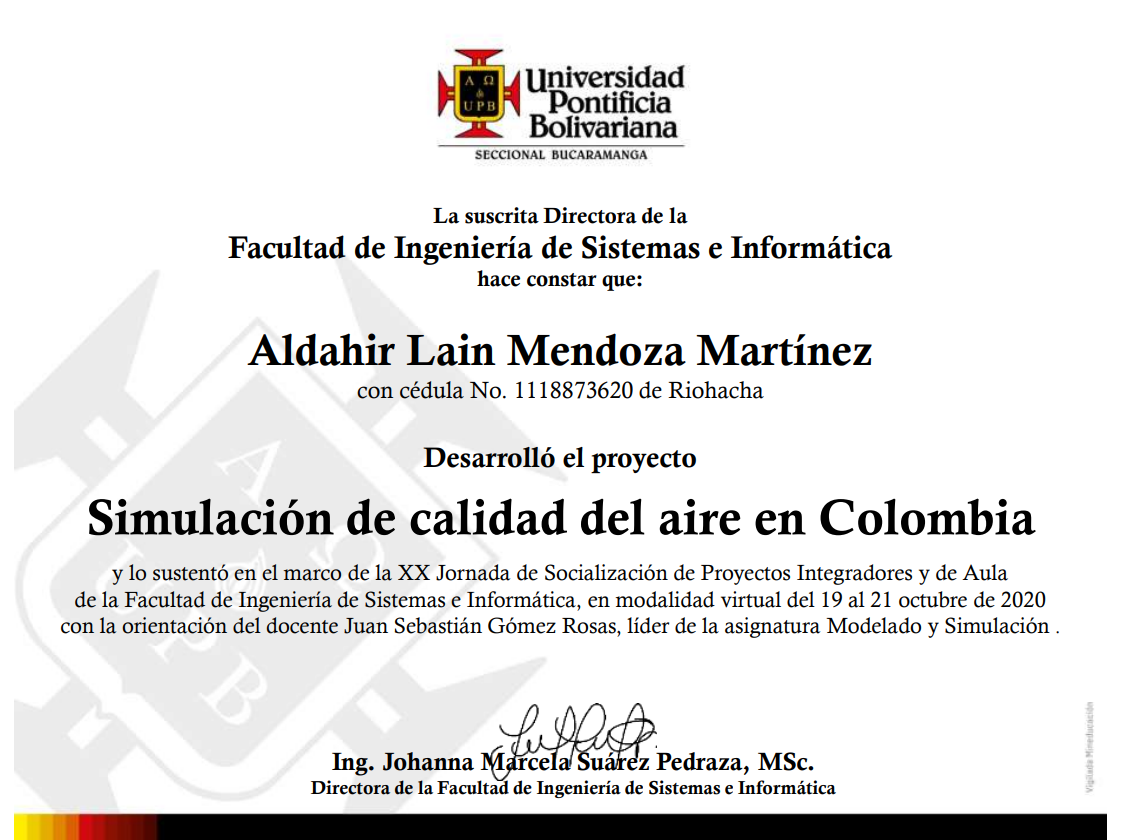 Α Ω
&
UPB
Universidad
Pontificia
Bolivariana
SECCIONAL BUCARAMANGA
La suscrita Directora de la
Facultad de Ingeniería de Sistemas e Informática
hace constar que:
Aldahir Lain Mendoza Martínez
con cédula No. 1118873620 de Riohacha
Desarrolló el proyecto
Simulación de calidad del aire en Colombia
y lo sustentó en el marco de la XX Jornada de Socialización de Proyectos Integradores y de Aula
de la Facultad de Ingeniería de Sistemas e Informática, en modalidad virtual del 19 al 21 octubre de 2020
con la orientación del docente Juan Sebastián Gómez Rosas, líder de la asignatura Modelado y Simulación .
Ing. Johanna Marcela Suárez Pedraza, MSc.
Directora de la Facultad de Ingeniería de Sistemas e Informática
Vigilada Mineducación